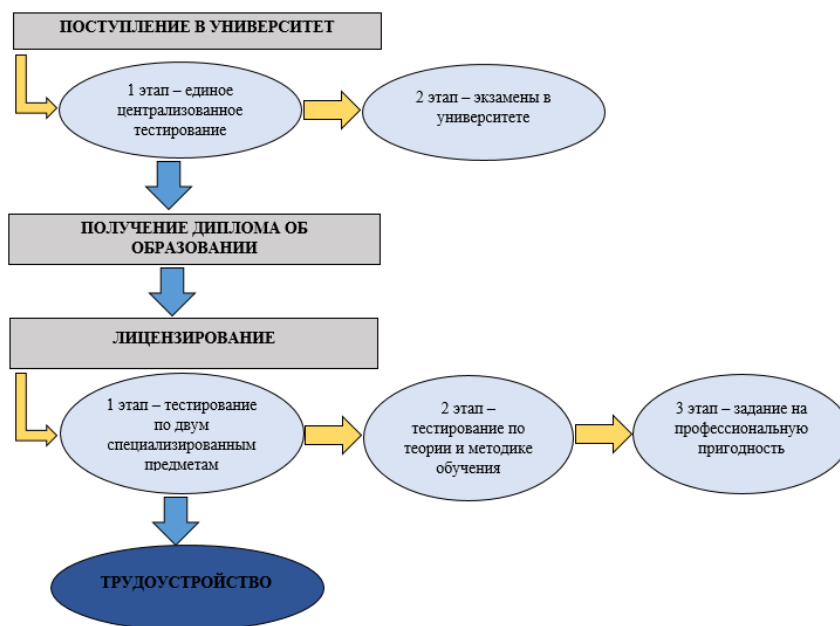 ПОСТУПЛЕНИЕ В УНИВЕРСИТЕТ
1 этап – единое
централизованное
тестирование
2 этап – экзамены в
университете
ПОЛУЧЕНИЕ ДИПЛОМА ОБ
ОБРАЗОВАНИИ
ЛИЦЕНЗИРОВАНИЕ
1 этап – тестирование
по двум
специализированным
предметам
2 этап –
тестирование по
теории и методике
обучения
3 этап – задание на
профессиональную
пригодность
ТРУДОУСТРОЙСТВО